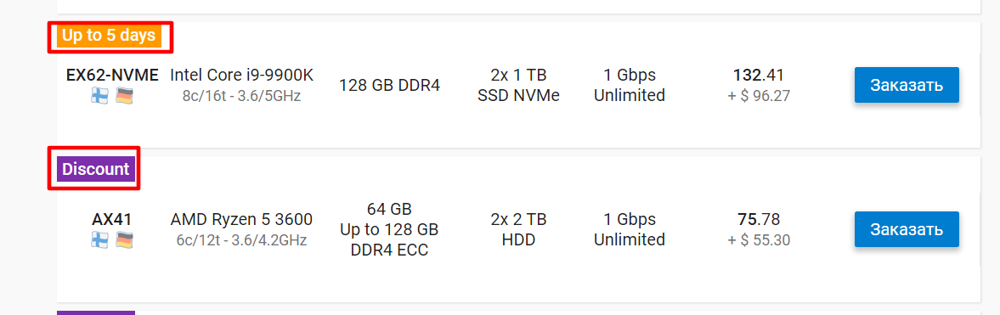 Up to 5 days
EX62-NVME
Intel Core i9-9900K
8c/16t - 3.6/5GHz
128 GB DDR4
2x 1 TB
SSD NVMe
1 Gbps
Unlimited
132.41
+ $ 96.27
Заказать
Discount
AX41
AMD Ryzen 5 3600
6c/12t - 3.6/4.2GHz
64 GB
Up to 128 GB
DDR4 ECC
2x 2 TB
HDD
1 Gbps
Unlimited
75.78
+ $ 55.30
Заказать